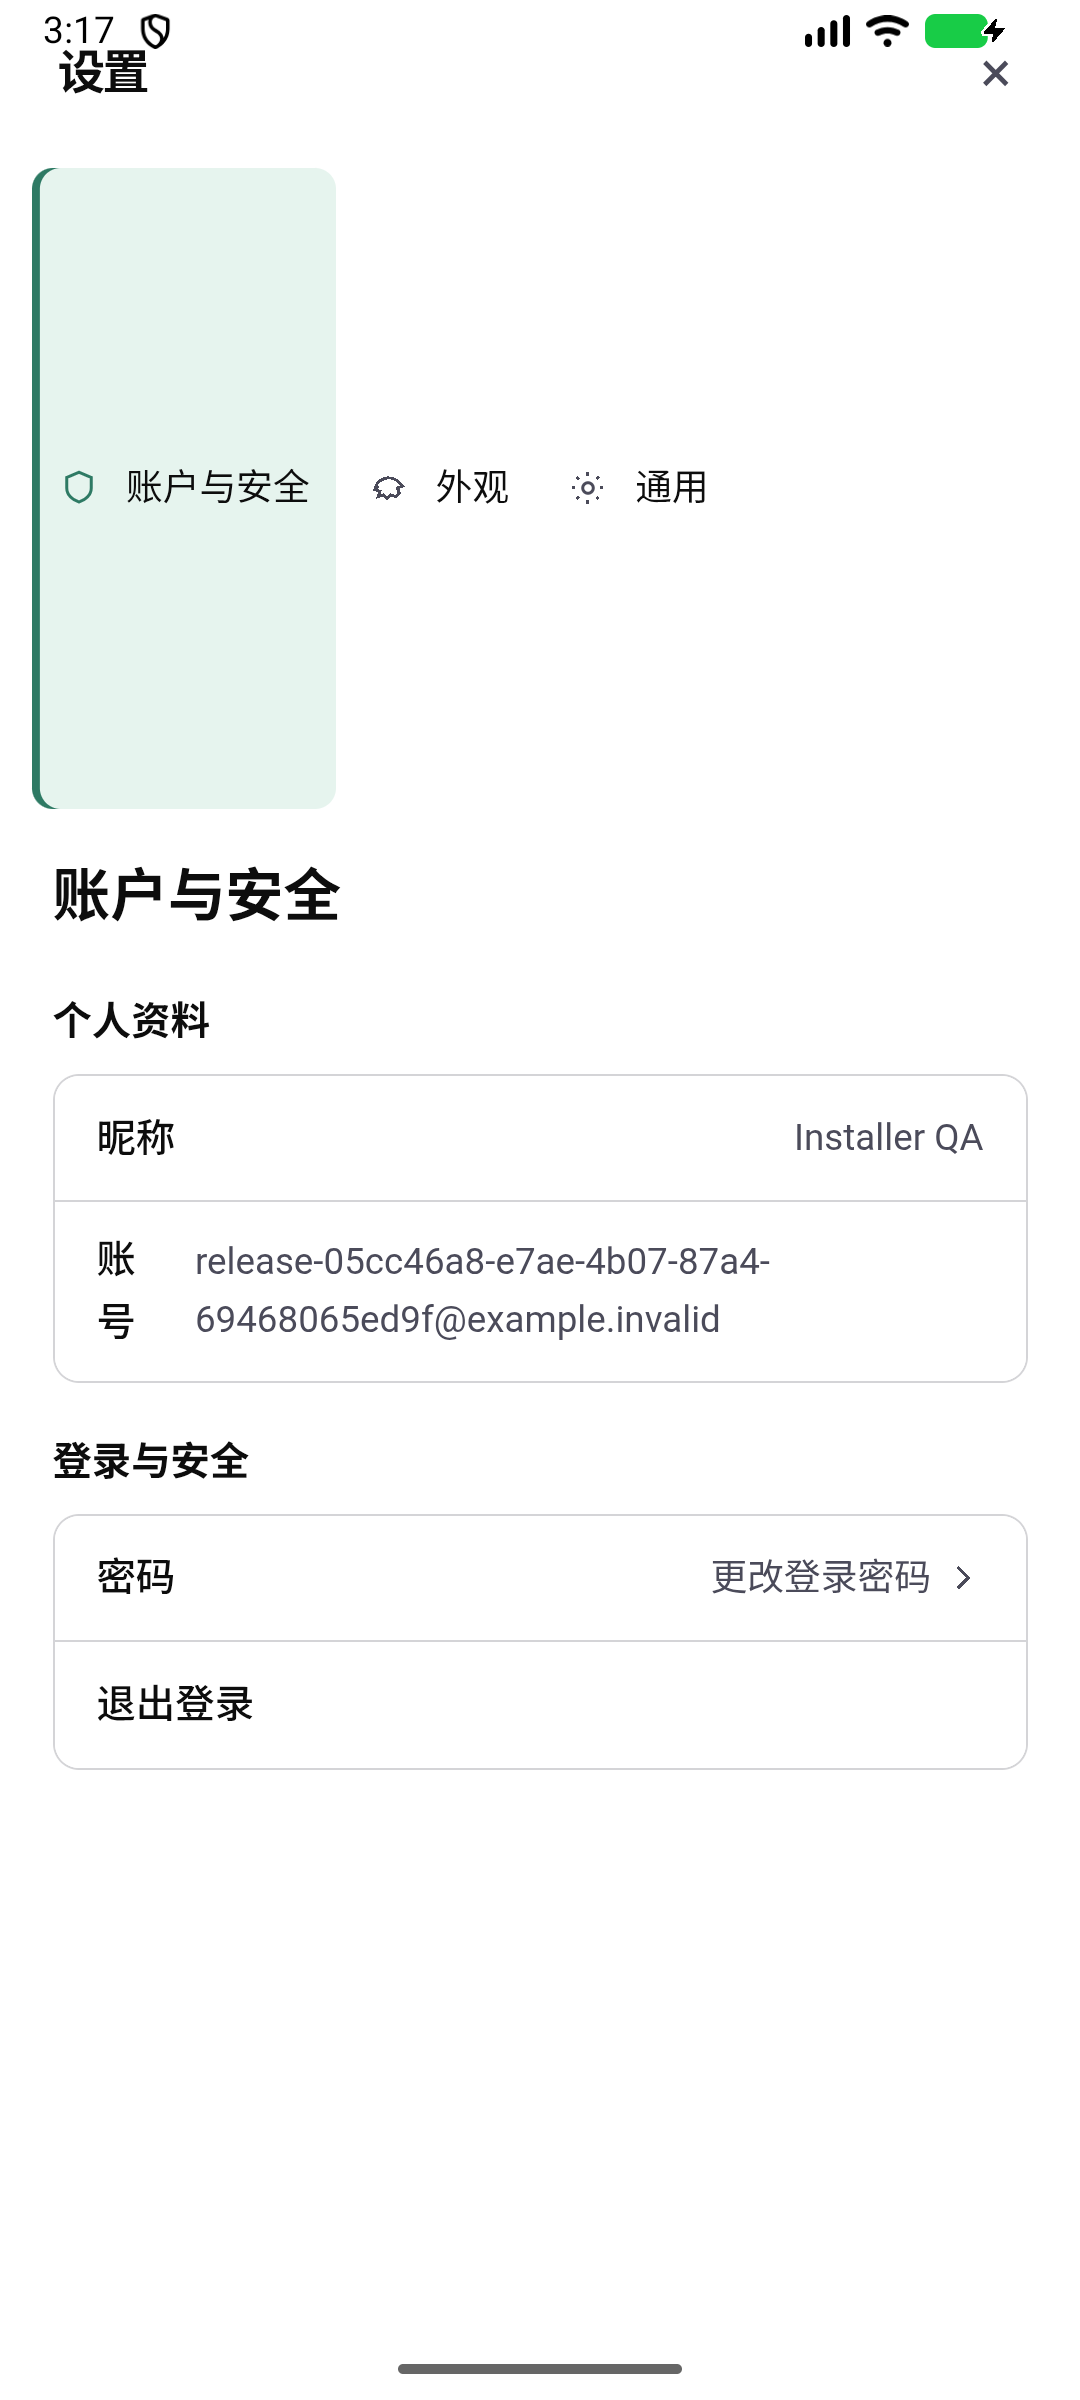 3:17
设置
账户与安全
外观
通用
账户与安全
个人资料
昵称
Installer QA
账号
release-05cc46a8-e7ae-4b07-87a4-
69468065ed9f@example.invalid
登录与安全
密码
更改登录密码
退出登录